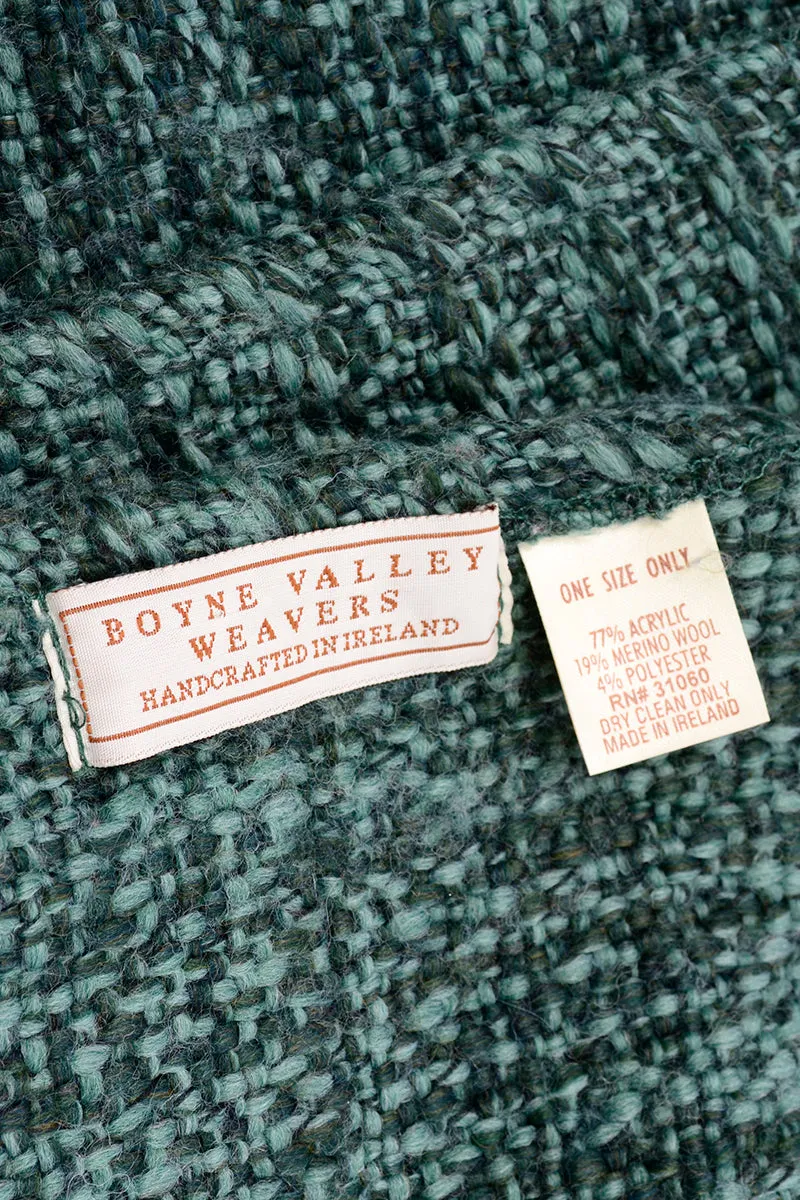 BOYNE VALLEY
WEAVERS
HANDCRAFTED IN IRELAND
ONE SIZE ONLY
77% ACRYLIC
19% MERINO WOOL
4% POLYESTER
RN# 31060
DRY CLEAN ONLY
MADE IN IRELAND